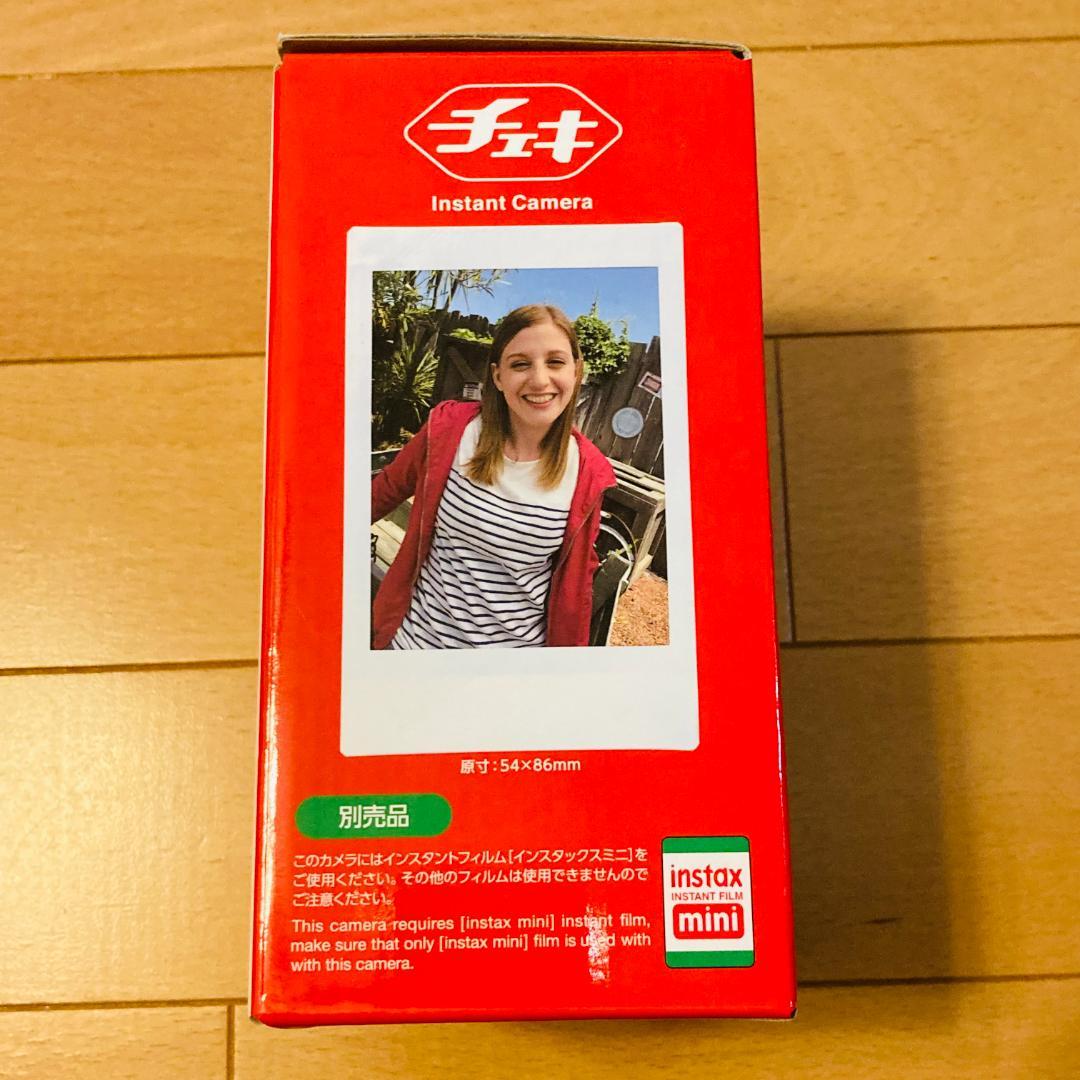 チェキ
Instant Camera
原寸：54×86mm
別売品
このカメラにはインスタントフィルム［インスタックスミニ］を
ご使用ください。その他のフィルムは使用できませんので
ご注意ください。
This camera requires [instax mini] instant film,
make sure that only [instax mini] film is used with
with this camera.
instax
INSTANT FILM
mini